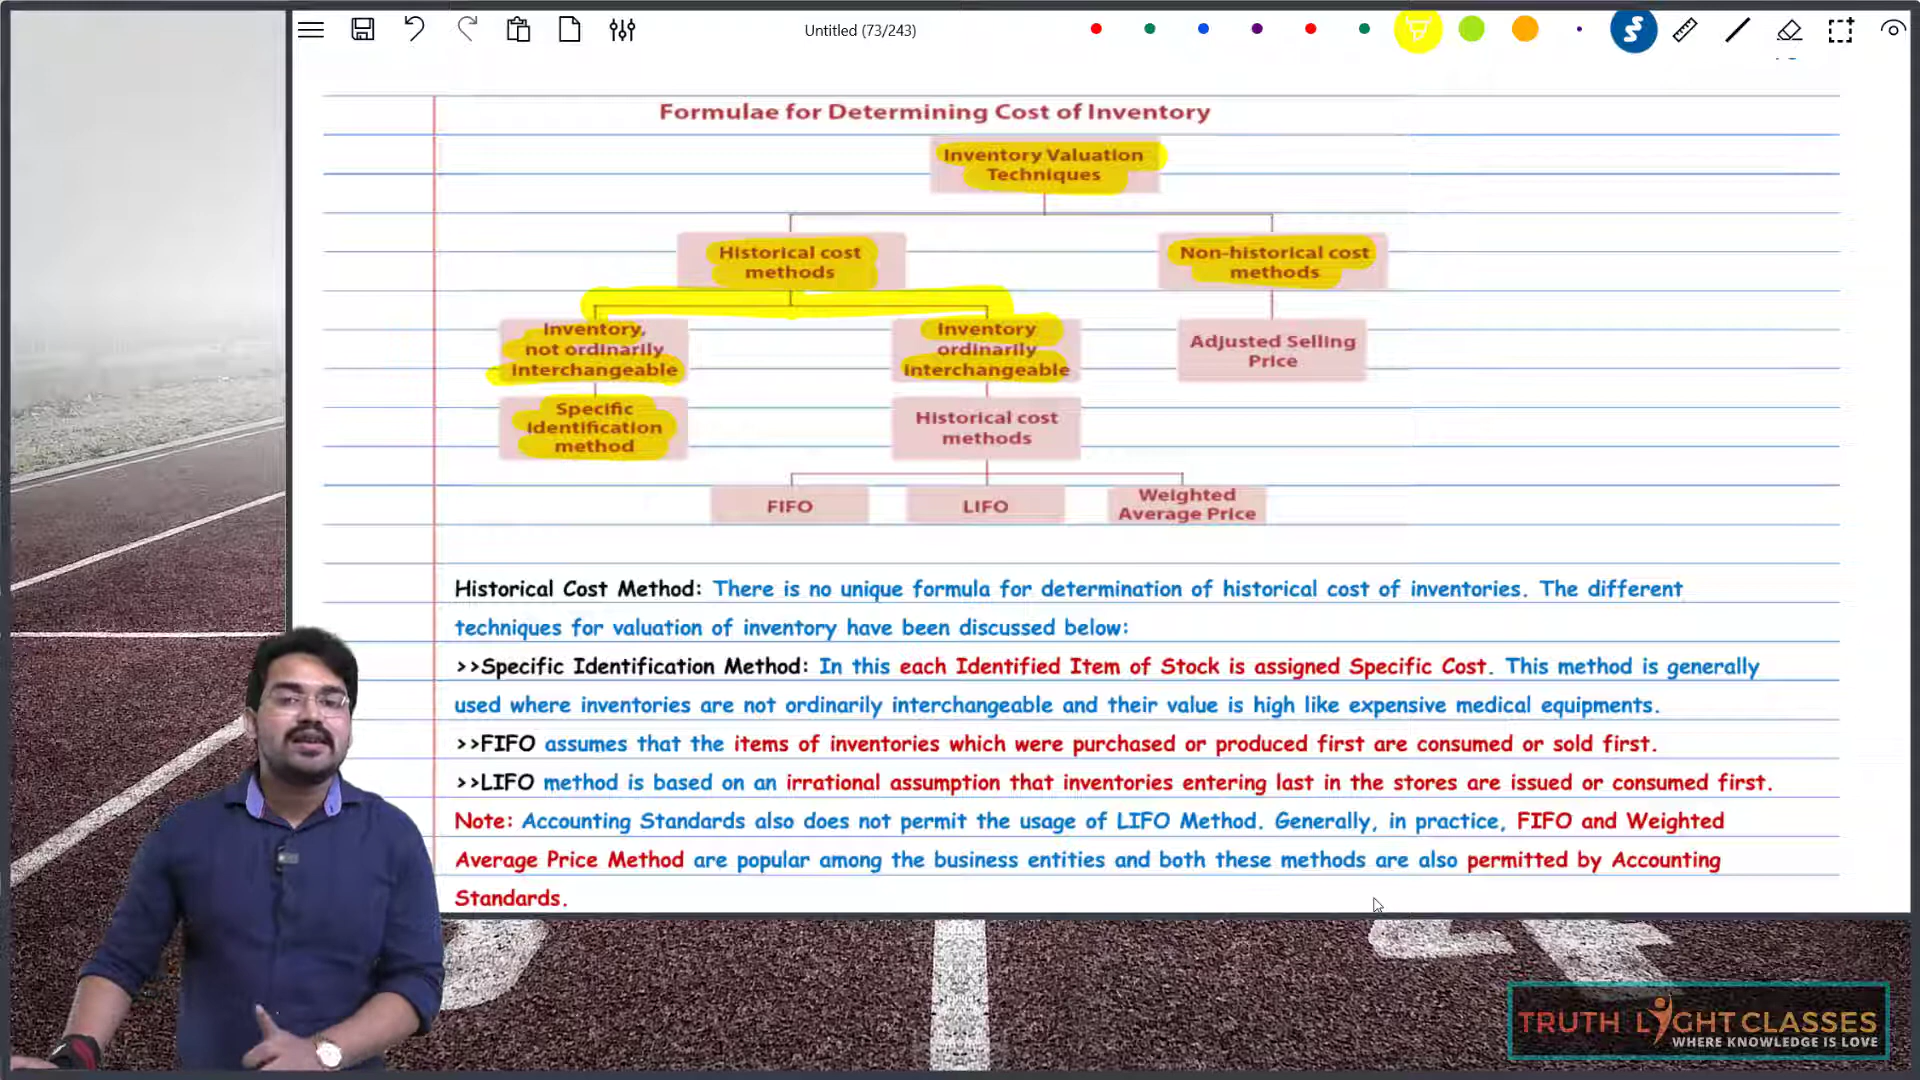 Untitled (73/243)
Formulae for Determining Cost of Inventory
Inventory Valuation
Techniques
Historical cost
methods
Non-historical cost
methods
Inventory,
not ordinarily
interchangeable
Inventory
ordinarily
interchangeable
Adjusted Selling
Price
Specific
identification
method
Historical cost
methods
FIFO
LIFO
Weighted
Average Price
Historical Cost Method: There is no unique formula for determination of historical cost of inventories. The different
techniques for valuation of inventory have been discussed below:
>>Specific Identification Method: In this each Identified Item of Stock is assigned Specific Cost. This method is generally
used where inventories are not ordinarily interchangeable and their value is high like expensive medical equipments.
>>FIFO assumes that the items of inventories which were purchased or produced first are consumed or sold first.
>>LIFO method is based on an irrational assumption that inventories entering last in the stores are issued or consumed first.
Note: Accounting Standards also does not permit the usage of LIFO Method. Generally, in practice, FIFO and Weighted
Average Price Method are popular among the business entities and both these methods are also permitted by Accounting
Standards.
TRUTH LIGHT CLASSES
WHERE KNOWLEDGE IS LOVE